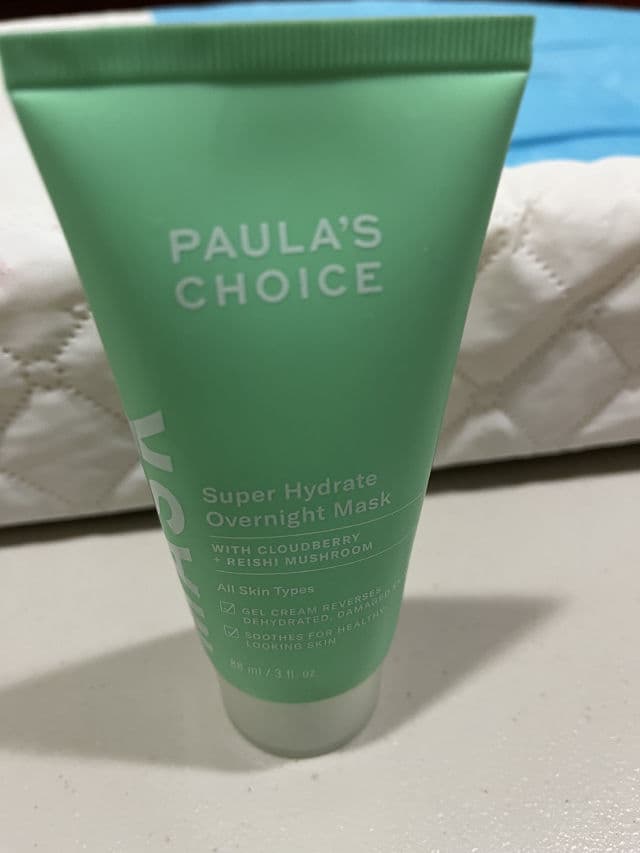 PAULA'S
CHOICE
Super Hydrate
Overnight Mask
WITH CLOUDBERRY
+ REISHI MUSHROOM
All Skin Types
GEL CREAM REVERSES
DEHYDRATED, DAMAGED
SOOTHES FOR HEALTHY
LOOKING SKIN
88 ml / 3 fl. oz.